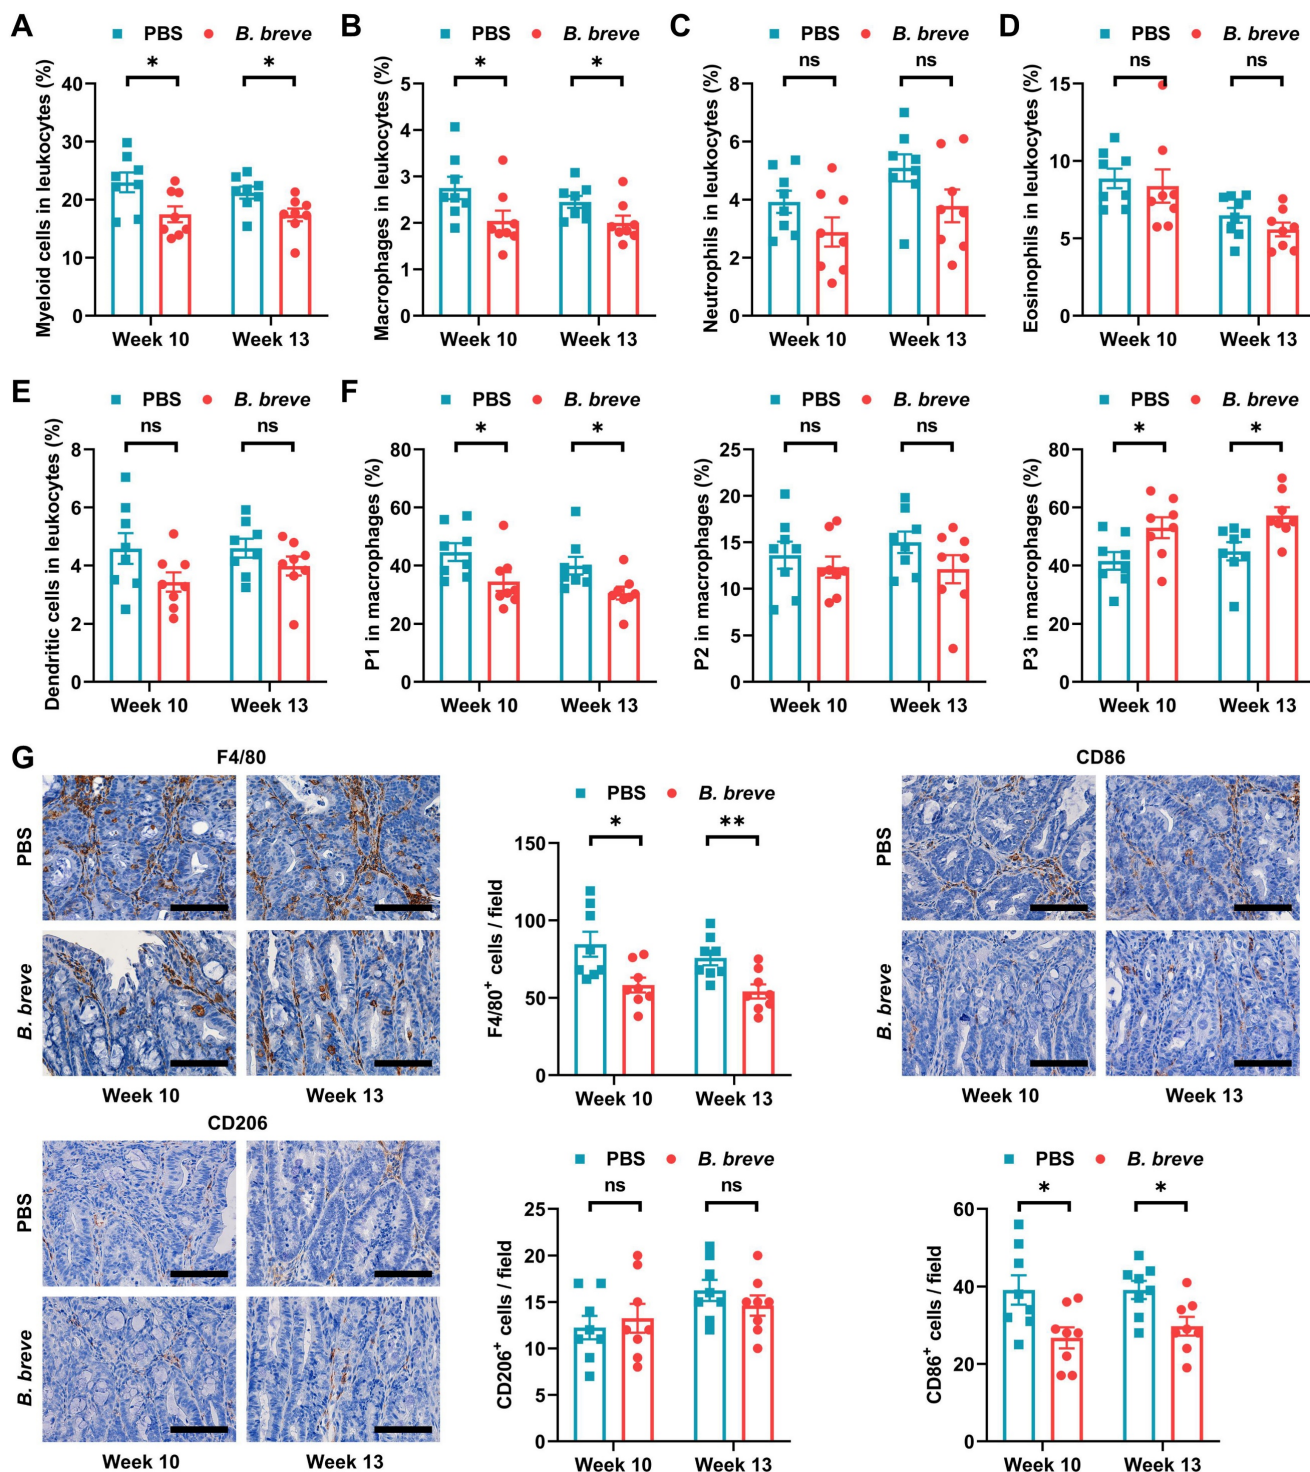 A
PBS B. breve
* *
Myeloid cells in leukocytes (%)
40
30
20
10
0
Week 10 Week 13
B
PBS B. breve
* *
Macrophages in leukocytes (%)
5
4
3
2
1
0
Week 10 Week 13
C
PBS B. breve
ns ns
Neutrophils in leukocytes (%)
8
6
4
2
0
Week 10 Week 13
D
PBS B. breve
ns ns
Eosinophils in leukocytes (%)
15
10
5
0
Week 10 Week 13
E
PBS B. breve
ns ns
Dendritic cells in leukocytes (%)
8
6
4
2
0
Week 10 Week 13
F
PBS B. breve
* *
P1 in macrophages (%)
80
60
40
20
0
Week 10 Week 13
PBS B. breve
ns ns
P2 in macrophages (%)
25
20
15
10
5
0
Week 10 Week 13
PBS B. breve
* *
P3 in macrophages (%)
80
60
40
20
0
Week 10 Week 13
G
F4/80
PBS
B. breve
Week 10 Week 13
PBS B. breve
* **
F4/80⁺ cells / field
150
100
50
0
Week 10 Week 13
CD86
PBS
B. breve
Week 10 Week 13
CD206
PBS
B. breve
Week 10 Week 13
PBS B. breve
ns ns
CD206⁺ cells / field
25
20
15
10
5
0
Week 10 Week 13
PBS B. breve
* *
CD86⁺ cells / field
60
40
20
0
Week 10 Week 13